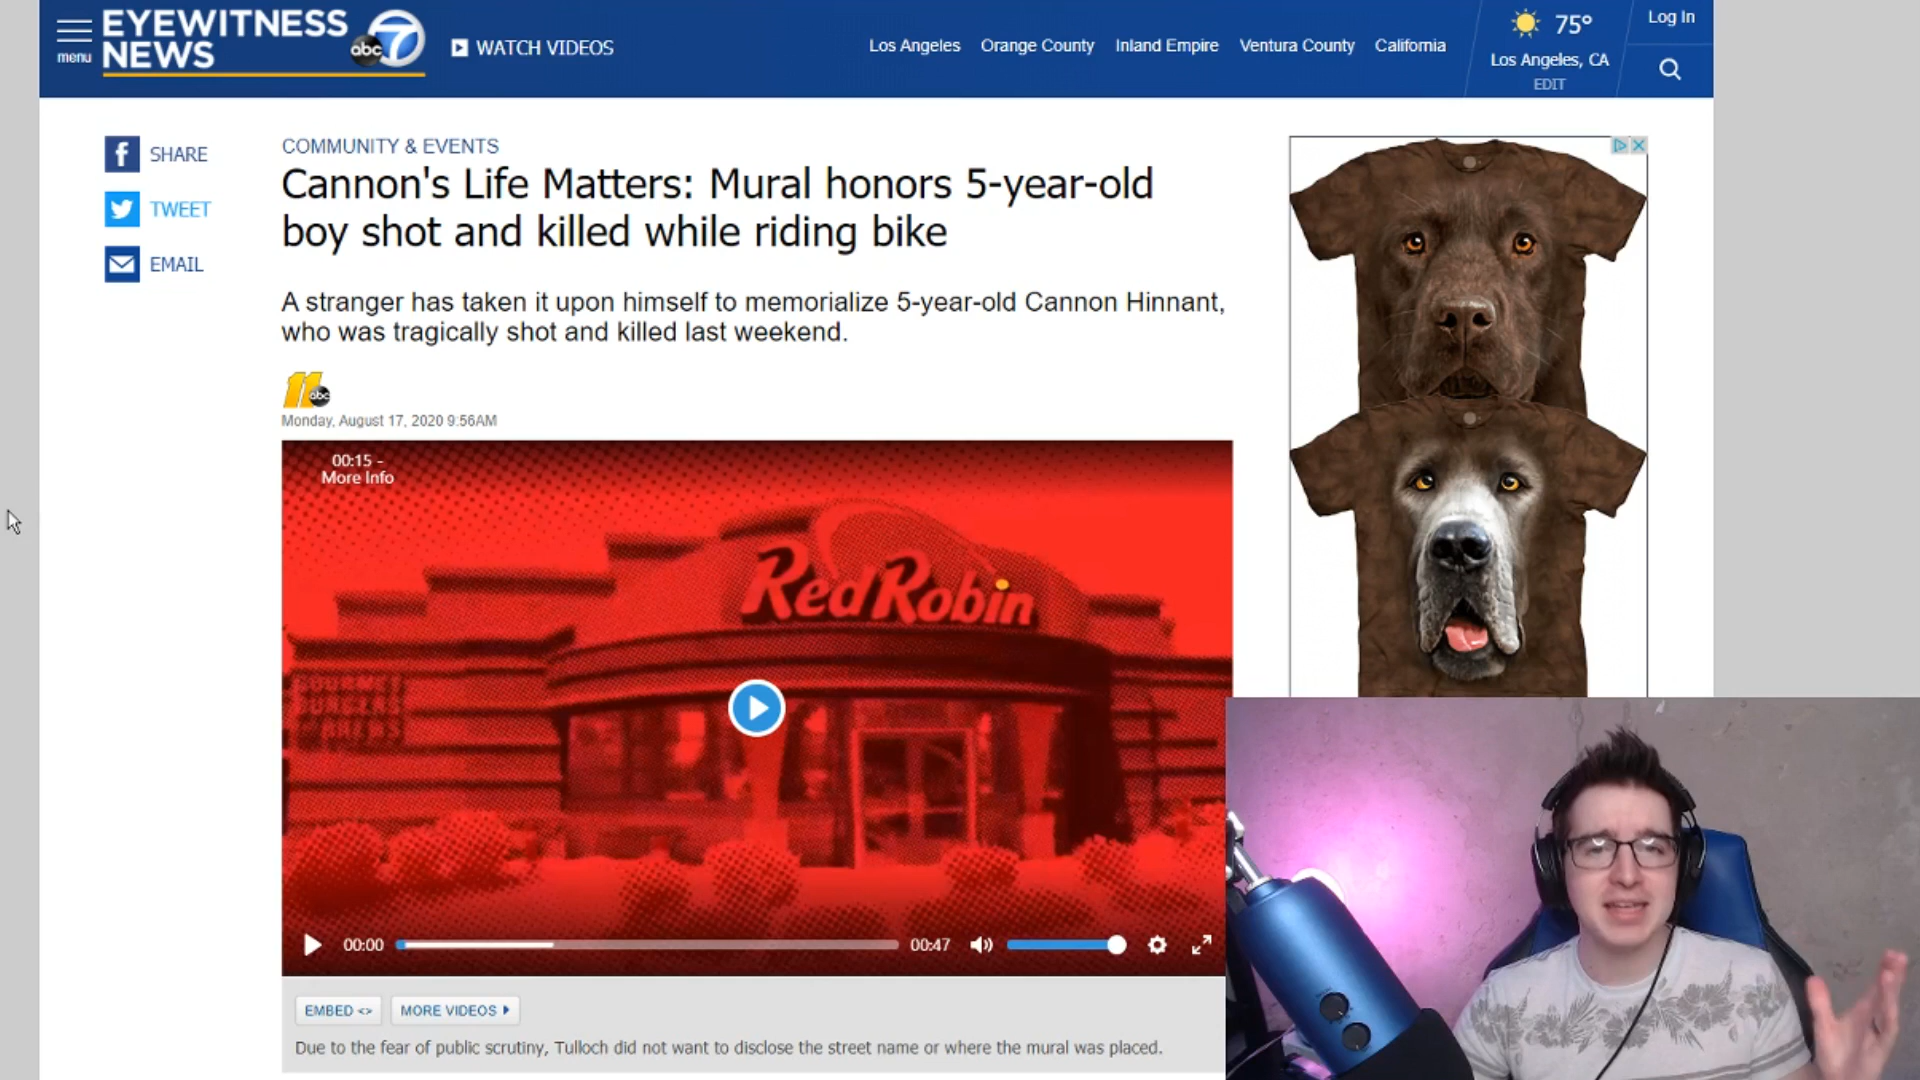 menu
EYEWITNESS
NEWS
abc 7
WATCH VIDEOS
Los Angeles
Orange County
Inland Empire
Ventura County
California
75°
Los Angeles, CA
EDIT
Log In
SHARE
TWEET
EMAIL
COMMUNITY & EVENTS
Cannon's Life Matters: Mural honors 5-year-old
boy shot and killed while riding bike
A stranger has taken it upon himself to memorialize 5-year-old Cannon Hinnant,
who was tragically shot and killed last weekend.
11 abc
Monday, August 17, 2020 9:56AM
00:15 -
More Info
Red Robin
00:00
00:47
EMBED <>
MORE VIDEOS
Due to the fear of public scrutiny, Tulloch did not want to disclose the street name or where the mural was placed.